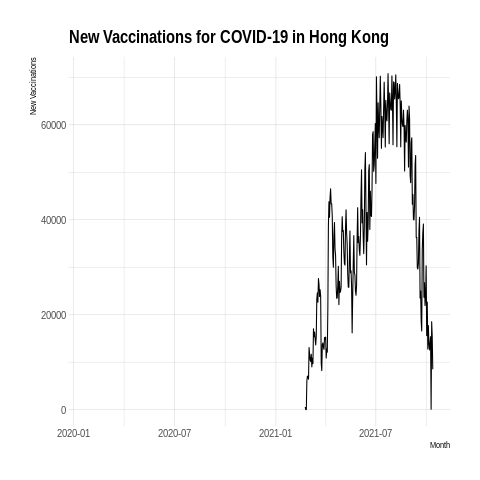 New Vaccinations for COVID-19 in Hong Kong
New Vaccinations
60000
40000
20000
0
2020-01
2020-07
2021-01
2021-07
Month